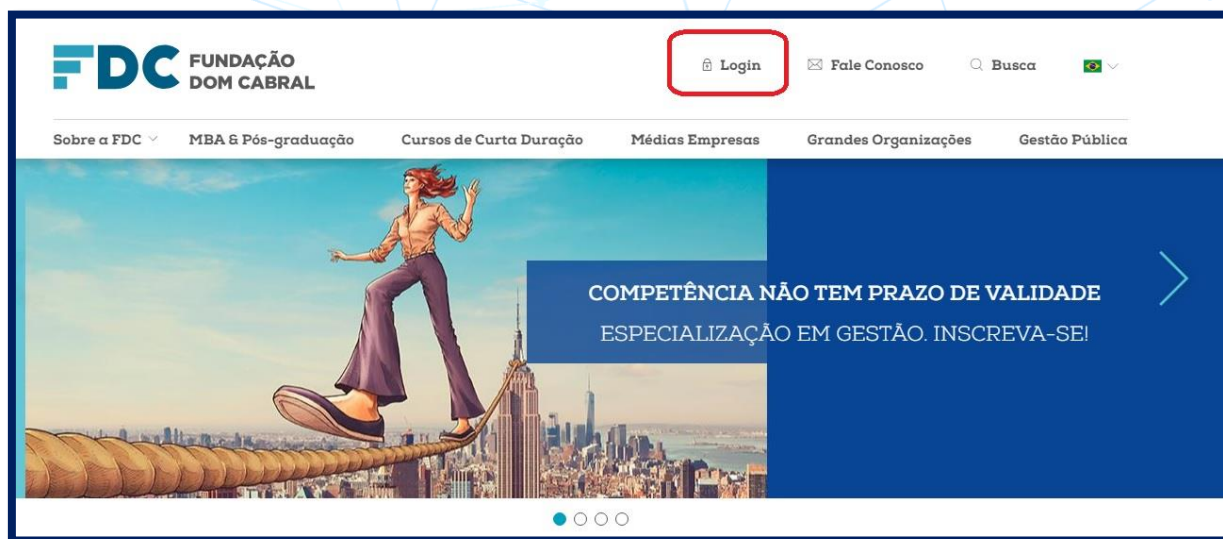 FDC FUNDAÇÃO
DOM CABRAL
Login Fale Conosco Busca
Sobre a FDC MBA & Pós-graduação Cursos de Curta Duração Médias Empresas Grandes Organizações Gestão Pública
COMPETÊNCIA NÃO TEM PRAZO DE VALIDADE
ESPECIALIZAÇÃO EM GESTÃO. INSCREVA-SE!